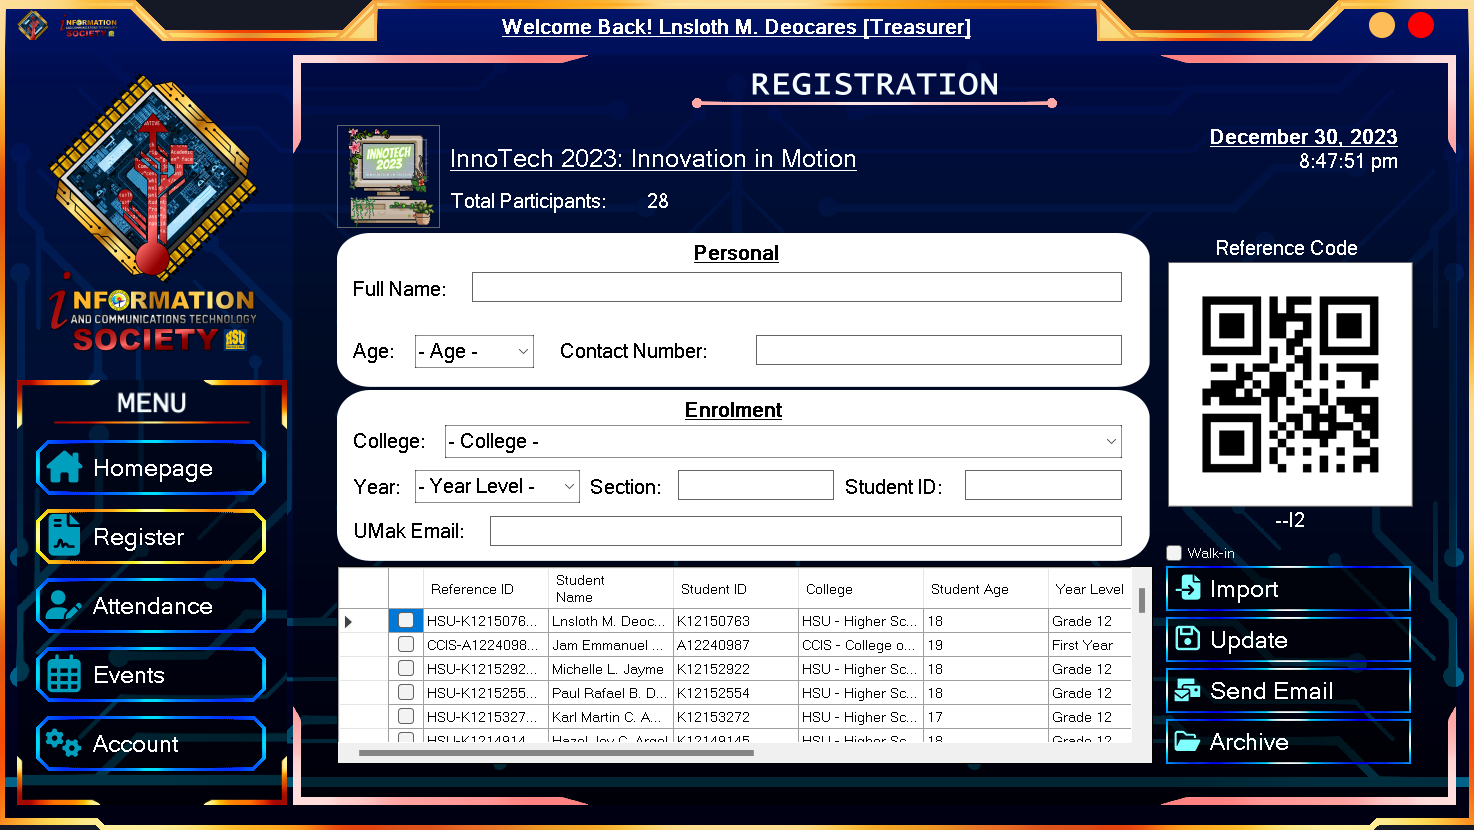 INFORMATION
SOCIETY
Welcome Back! Lnsloth M. Deocares [Treasurer]
REGISTRATION
December 30, 2023
8:47:51 pm
INNOTECH
2023
InnoTech 2023: Innovation in Motion
Total Participants: 28
iNFORMATION
AND COMMUNICATIONS TECHNOLOGY
SOCIETY HSU
MENU
Homepage
Register
Attendance
Events
Account
Personal
Full Name:
Age: - Age - Contact Number:
Enrolment
College: - College -
Year: - Year Level - Section: Student ID:
UMak Email:
Reference Code
--I2
Walk-in
Import
Update
Send Email
Archive
Reference ID Student Name Student ID College Student Age Year Level
HSU-K1215076... Lnsloth M. Deoc... K12150763 HSU - Higher Sc... 18 Grade 12
CCIS-A1224098... Jam Emmanuel ... A12240987 CCIS - College o... 19 First Year
HSU-K1215292... Michelle L. Jayme K12152922 HSU - Higher Sc... 18 Grade 12
HSU-K1215255... Paul Rafael B. D... K12152554 HSU - Higher Sc... 18 Grade 12
HSU-K1215327... Karl Martin C. A... K12153272 HSU - Higher Sc... 17 Grade 12
HSU-K1214914... Hazel Joy C. Argel K12149145 HSU - Higher Sc... 18 Grade 12